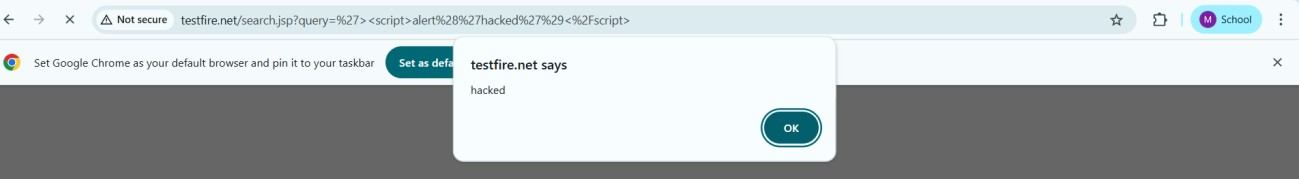 Not secure testfire.net/search.jsp?query=%27><script>alert%28%27hacked%27%29<%2Fscript> M School
Set Google Chrome as your default browser and pin it to your taskbar Set as defa
testfire.net says
hacked
OK